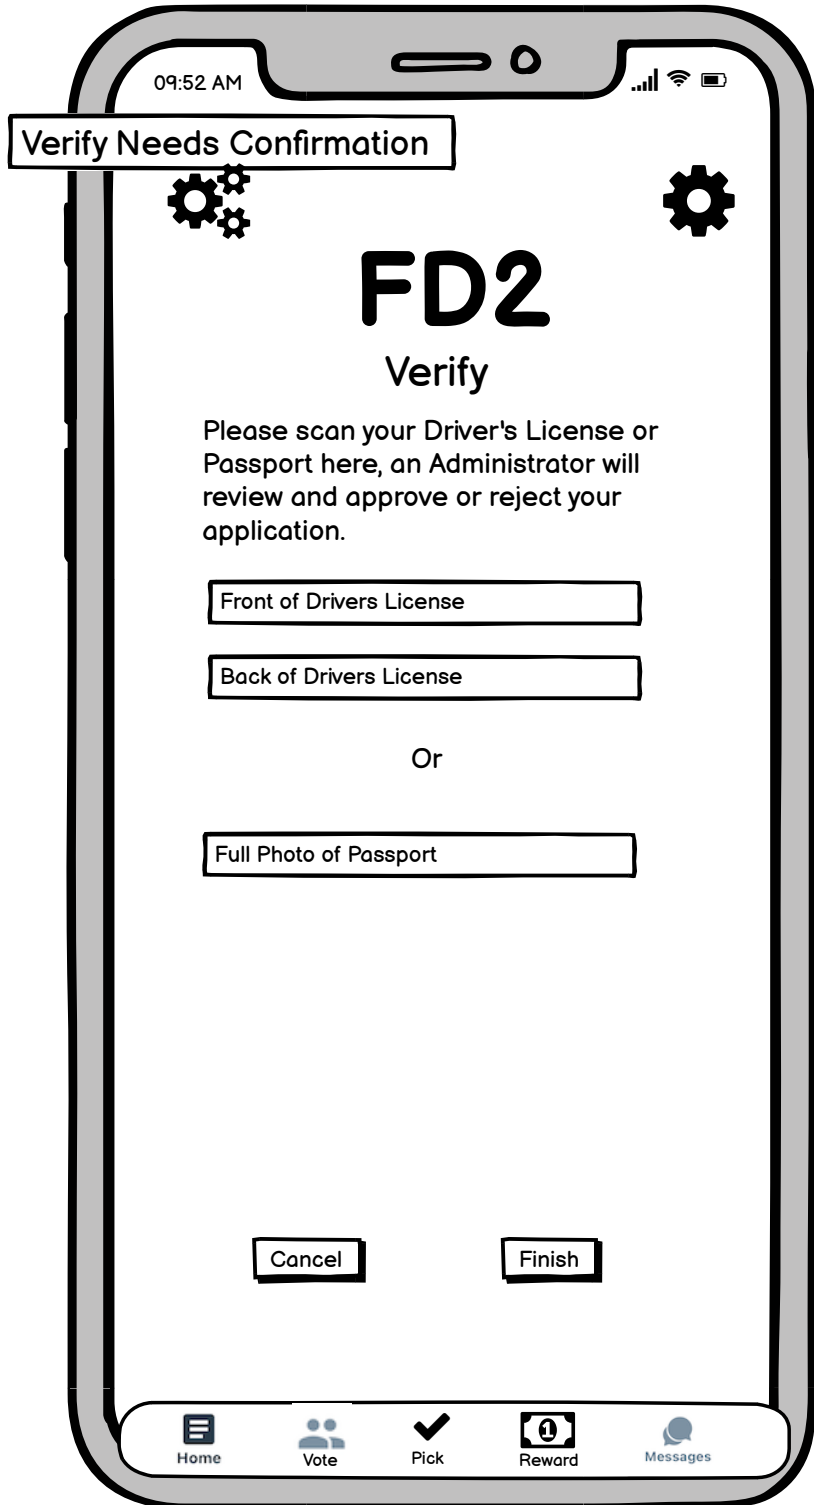 09:52 AM
Verify Needs Confirmation
FD2
Verify
Please scan your Driver's License or
Passport here, an Administrator will
review and approve or reject your
application.
Front of Drivers License
Back of Drivers License
Or
Full Photo of Passport
Cancel
Finish
1
Home
Vote
Pick
Reward
Messages